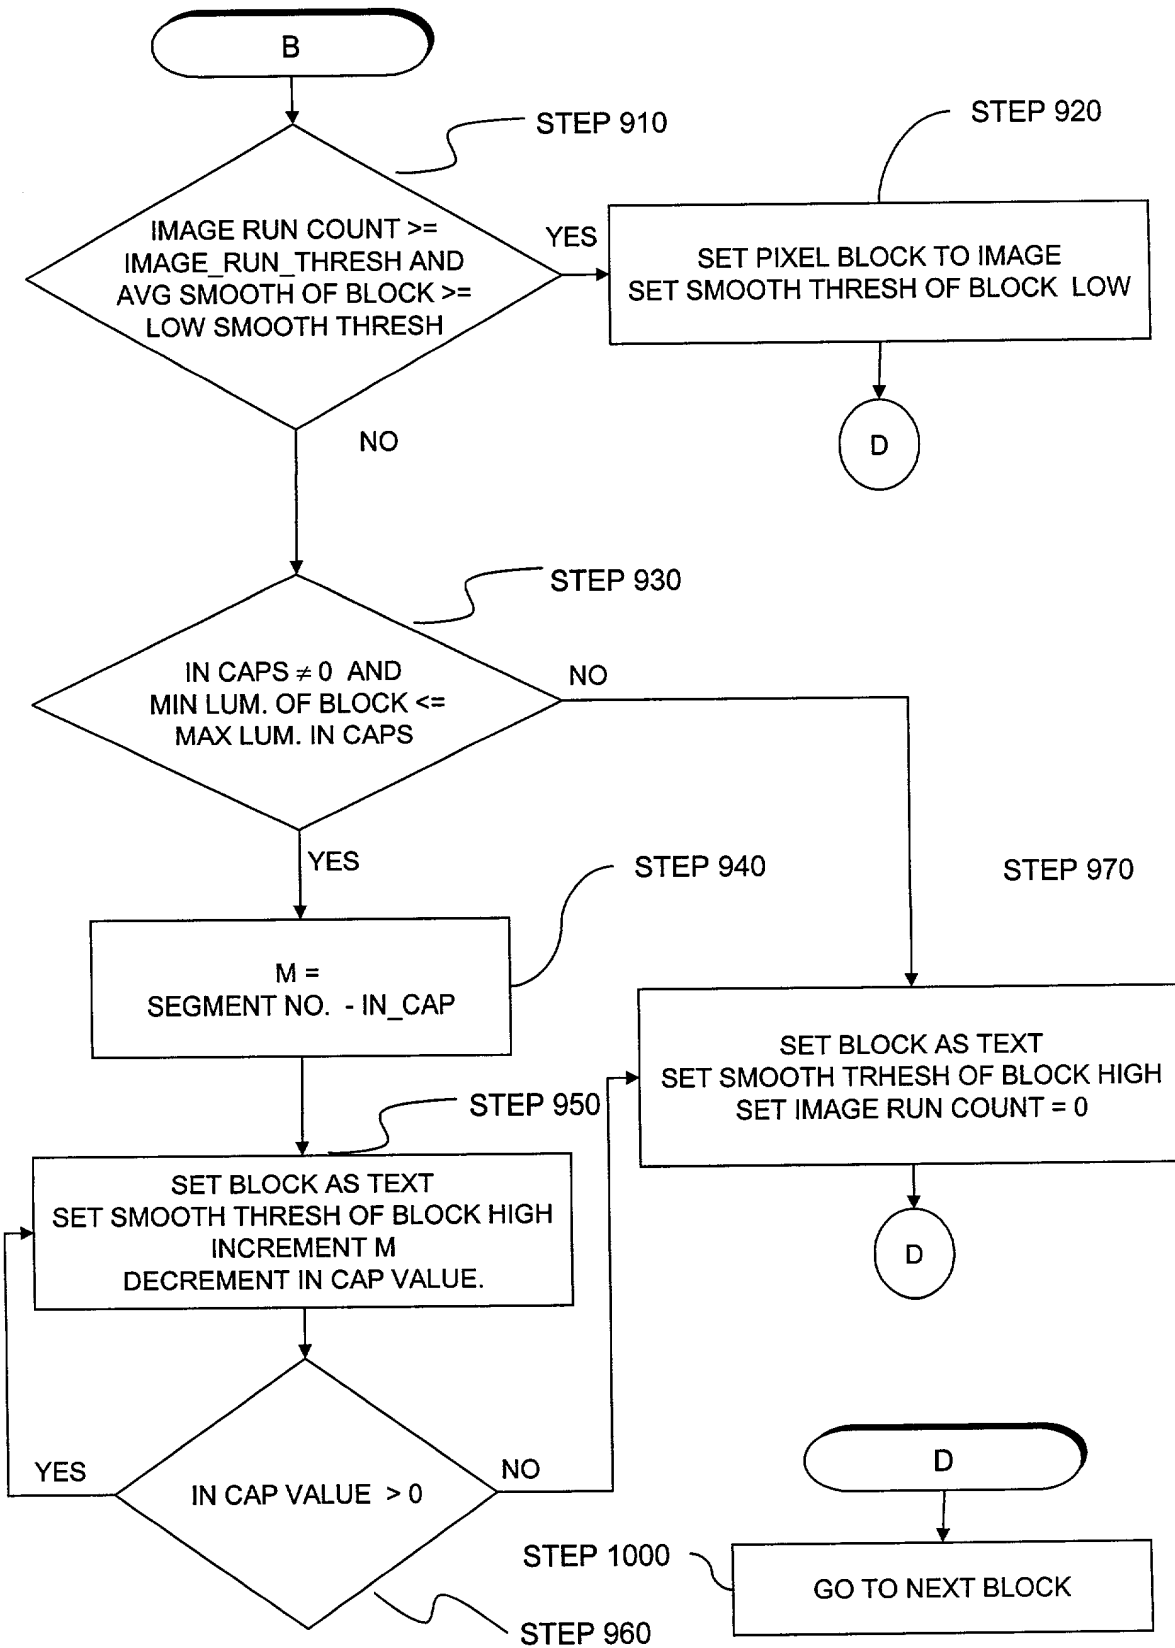 B
STEP 910
STEP 920
IMAGE RUN COUNT >=
IMAGE_RUN_THRESH AND
AVG SMOOTH OF BLOCK >=
LOW SMOOTH THRESH
YES
SET PIXEL BLOCK TO IMAGE
SET SMOOTH THRESH OF BLOCK LOW
NO
D
STEP 930
IN CAPS ≠ 0 AND
MIN LUM. OF BLOCK <=
MAX LUM. IN CAPS
NO
YES
STEP 940
STEP 970
M =
SEGMENT NO. - IN_CAP
SET BLOCK AS TEXT
SET SMOOTH TRHESH OF BLOCK HIGH
SET IMAGE RUN COUNT = 0
STEP 950
SET BLOCK AS TEXT
SET SMOOTH THRESH OF BLOCK HIGH
INCREMENT M
DECREMENT IN CAP VALUE.
D
YES
IN CAP VALUE > 0
NO
D
STEP 1000
GO TO NEXT BLOCK
STEP 960